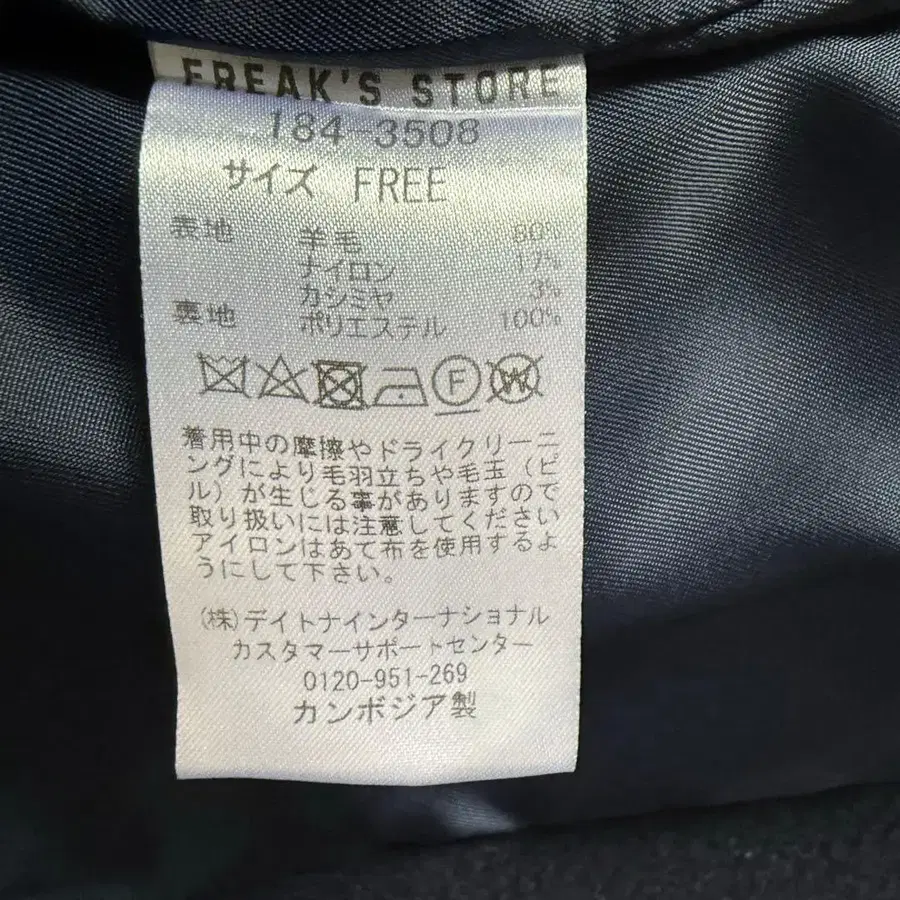 FREAK'S STORE
184-3508
サイズ FREE
表地 羊毛 80%
ナイロン 17%
カシミヤ 3%
裏地 ポリエステル 100%
F W
着用中の摩擦やドライクリーニ
ングにより毛羽立ちや毛玉(ピ
ル)が生じる事がありますので
取り扱いには注意してください
アイロンはあて布を使用するよ
うにして下さい。
(株)デイトナインターナショナル
カスタマーサポートセンター
0120-951-269
カンボジア製